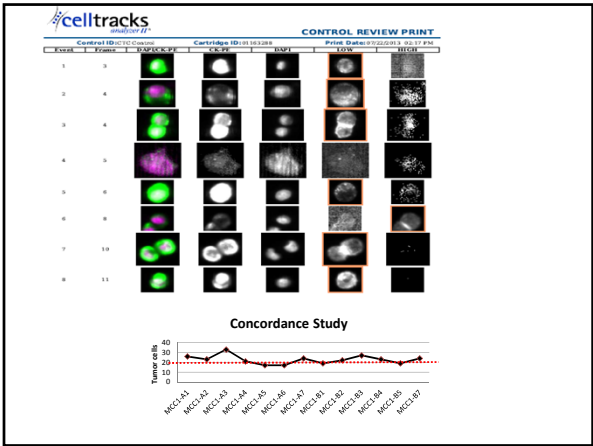 celltracks
analyzer II®
CONTROL REVIEW PRINT
Control ID: CTC Control Cartridge ID: 01163288 Print Date: 07/22/2013 02:17 PM
Event Frame DAPI/CK-PE CK-PE DAPI LOW HIGH
1 3
2 4
3 4
4 5
5 6
6 8
7 10
8 11
Concordance Study
Tumor cells
40
30
20
10
0
MCC1-A1 MCC1-A2 MCC1-A3 MCC1-A4 MCC1-A5 MCC1-A6 MCC1-A7 MCC1-B1 MCC1-B2 MCC1-B3 MCC1-B4 MCC1-B5 MCC1-B7